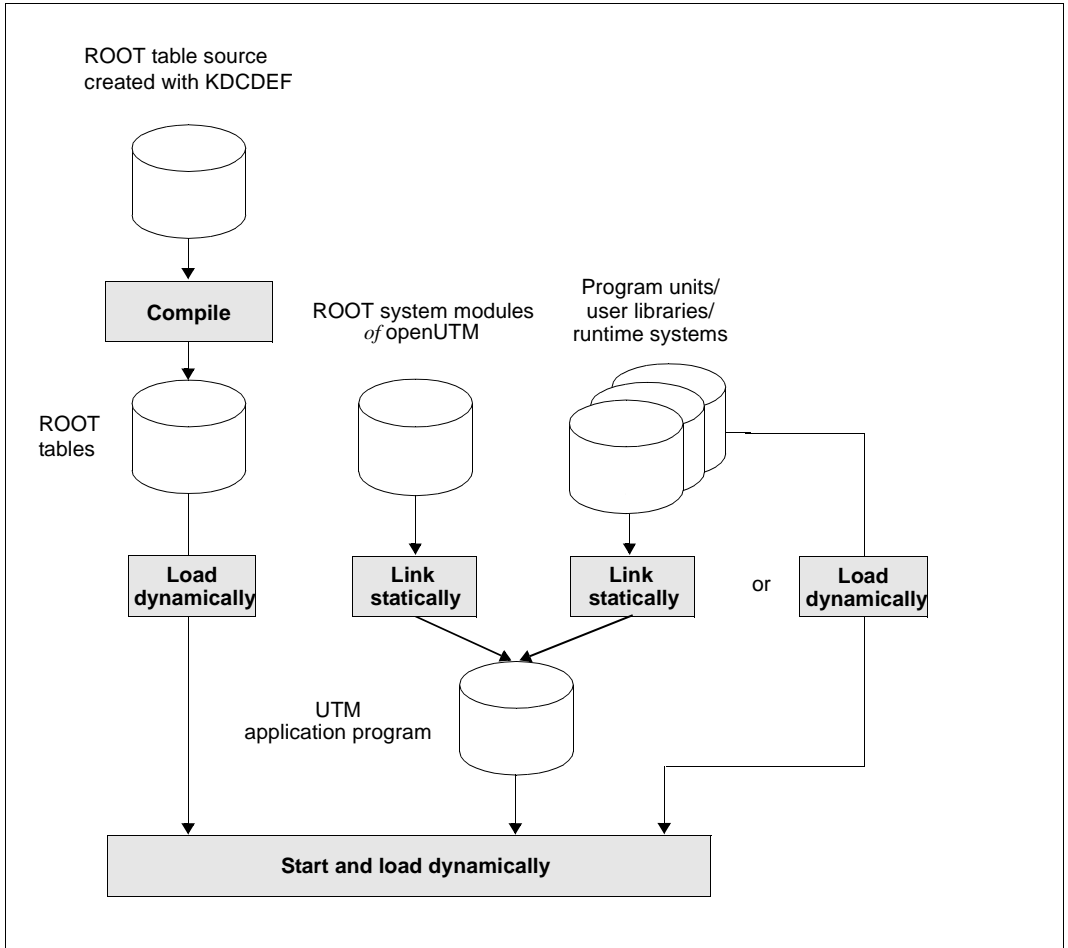 ROOT table source
created with KDCDEF
Compile
ROOT system modules
of openUTM
Program units/
user libraries/
runtime systems
ROOT
tables
Load
dynamically
Link
statically
Link
statically
or
Load
dynamically
UTM
application program
Start and load dynamically